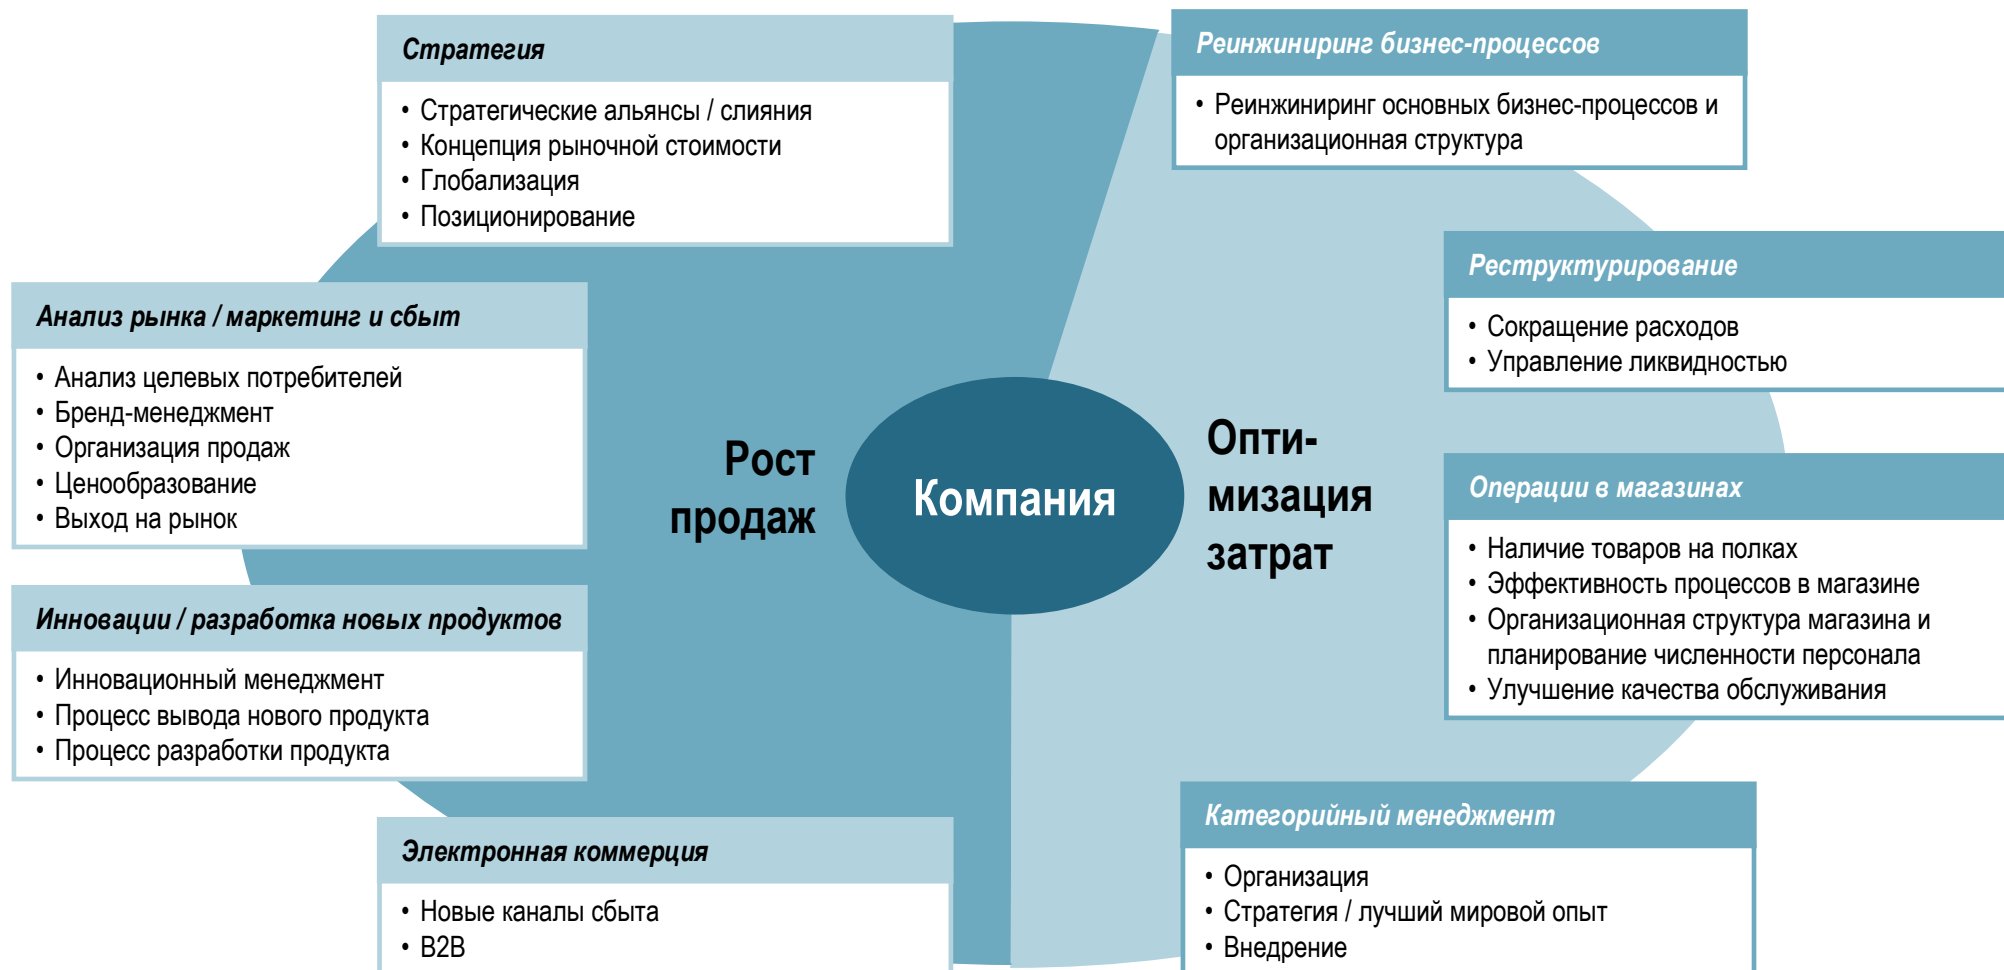 Стратегия
• Стратегические альянсы / слияния
• Концепция рыночной стоимости
• Глобализация
• Позиционирование
Реинжиниринг бизнес-процессов
• Реинжиниринг основных бизнес-процессов и
организационная структура
Анализ рынка / маркетинг и сбыт
• Анализ целевых потребителей
• Бренд-менеджмент
• Организация продаж
• Ценообразование
• Выход на рынок
Реструктурирование
• Сокращение расходов
• Управление ликвидностью
Рост
продаж
Компания
Опти-
мизация
затрат
Операции в магазинах
• Наличие товаров на полках
• Эффективность процессов в магазине
• Организационная структура магазина и
планирование численности персонала
• Улучшение качества обслуживания
Инновации / разработка новых продуктов
• Инновационный менеджмент
• Процесс вывода нового продукта
• Процесс разработки продукта
Электронная коммерция
• Новые каналы сбыта
• B2B
Категорийный менеджмент
• Организация
• Стратегия / лучший мировой опыт
• Внедрение